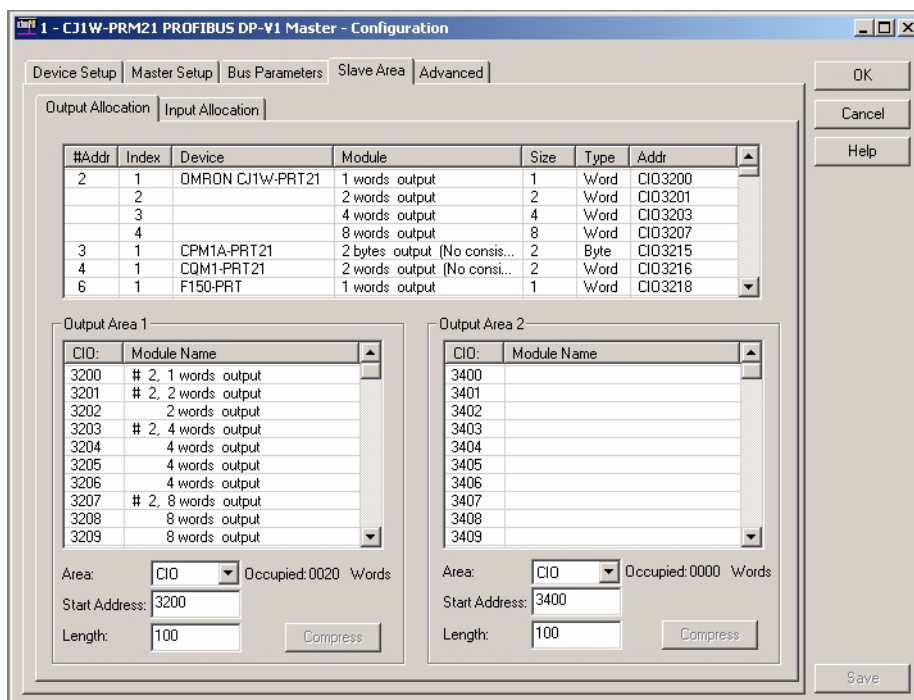 1 - CJ1W-PRM21 PROFIBUS DP-V1 Master - Configuration
Device Setup Master Setup Bus Parameters Slave Area Advanced
OK
Cancel
Help
Output Allocation Input Allocation
#Addr Index Device Module Size Type Addr
2 1 OMRON CJ1W-PRT21 1 words output 1 Word CIO3200
2 2 words output 2 Word CIO3201
3 4 words output 4 Word CIO3203
4 8 words output 8 Word CIO3207
3 1 CPM1A-PRT21 2 bytes output (No consis... 2 Byte CIO3215
4 1 CQM1-PRT21 2 words output (No consi... 2 Word CIO3216
6 1 F150-PRT 1 words output 1 Word CIO3218
Output Area 1
CIO: Module Name
3200 # 2, 1 words output
3201 # 2, 2 words output
3202 2 words output
3203 # 2, 4 words output
3204 4 words output
3205 4 words output
3206 4 words output
3207 # 2, 8 words output
3208 8 words output
3209 8 words output
Area: CIO Occupied: 0020 Words
Start Address: 3200
Length: 100 Compress
Output Area 2
CIO: Module Name
3400
3401
3402
3403
3404
3405
3406
3407
3408
3409
Area: CIO Occupied: 0000 Words
Start Address: 3400
Length: 100 Compress
Save